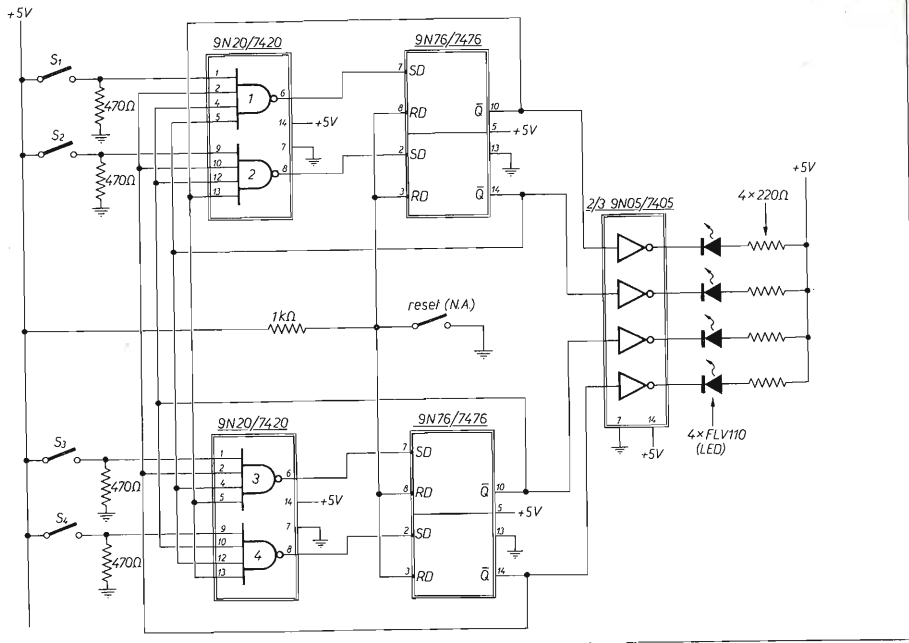 +5V
9N20/7420
9N76/7476
S1
470Ω
1
2
4
5
1
6
14
+5V
7
7
SD
8
RD
Q̅
10
5
+5V
13
S2
470Ω
9
10
12
13
2
8
2
SD
3
RD
Q̅
14
2/3 9N05/7405
+5V
4×220Ω
1kΩ
reset (N.A.)
7
14
+5V
4×FLV110
(LED)
9N20/7420
9N76/7476
S3
470Ω
1
2
4
5
3
6
14
+5V
7
7
SD
8
RD
Q̅
10
5
+5V
13
S4
470Ω
9
10
12
13
4
8
2
SD
3
RD
Q̅
14